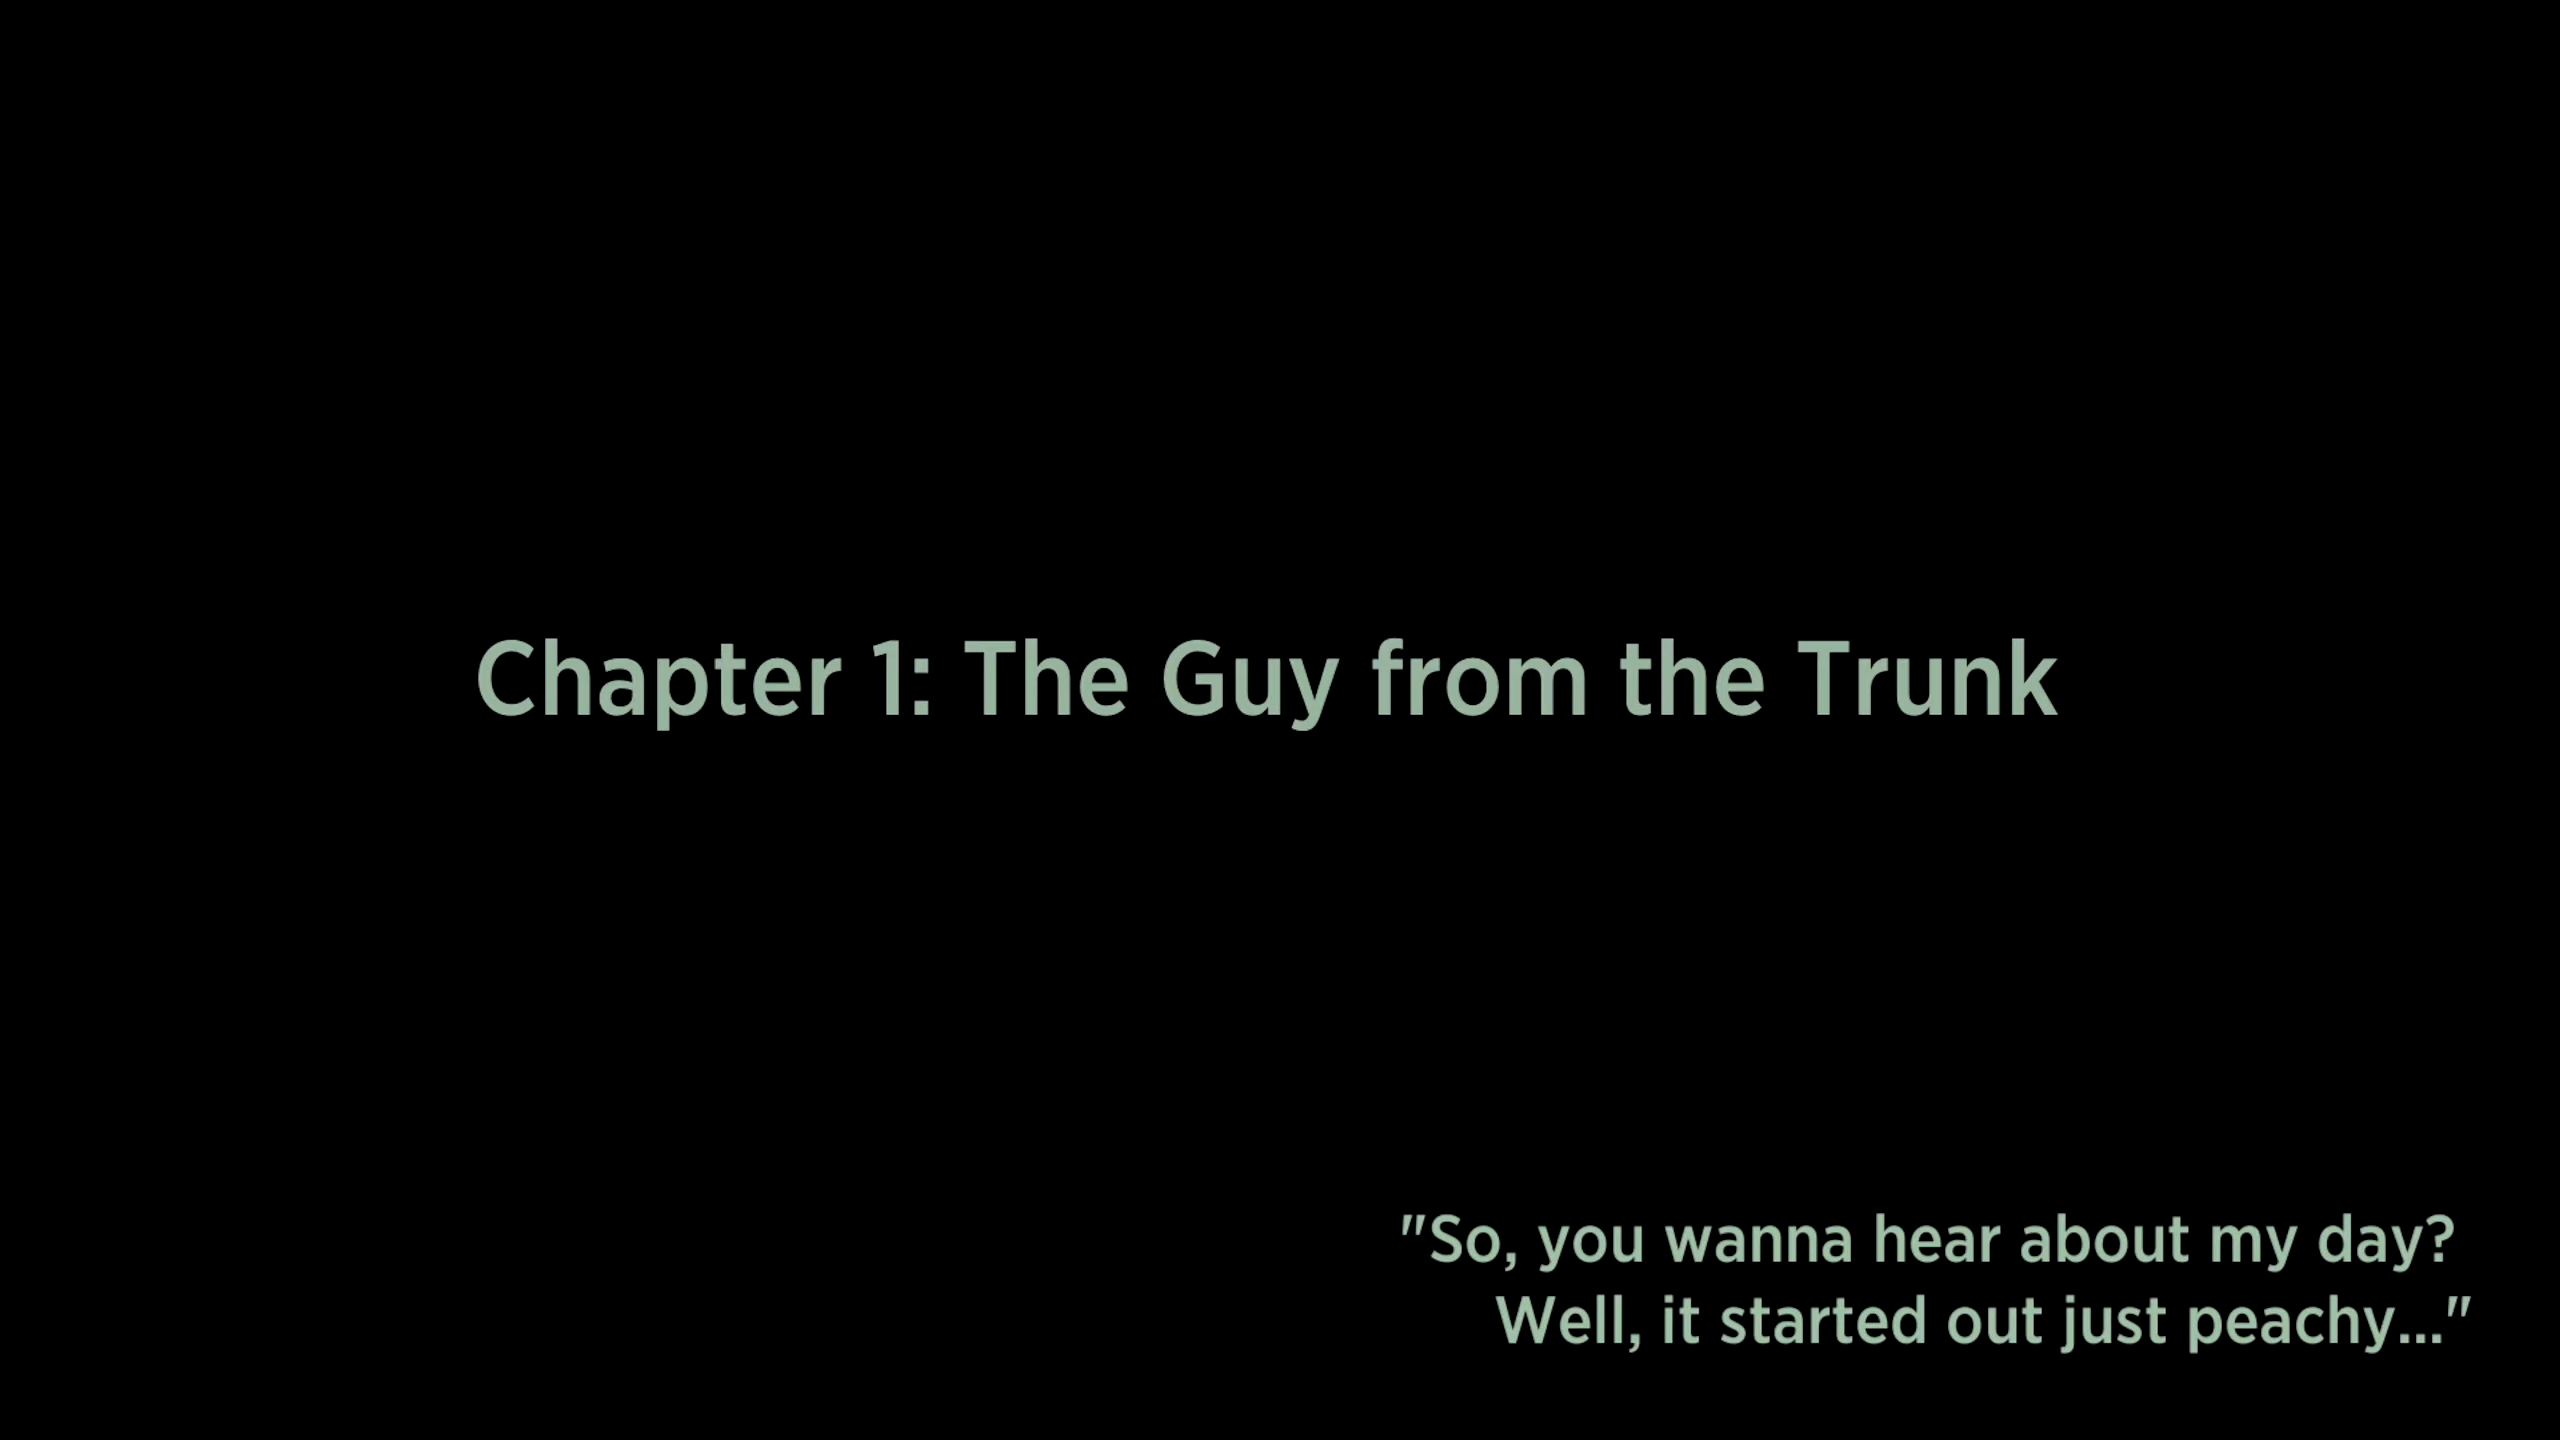 Chapter 1: The Guy from the Trunk
"So, you wanna hear about my day?
Well, it started out just peachy..."